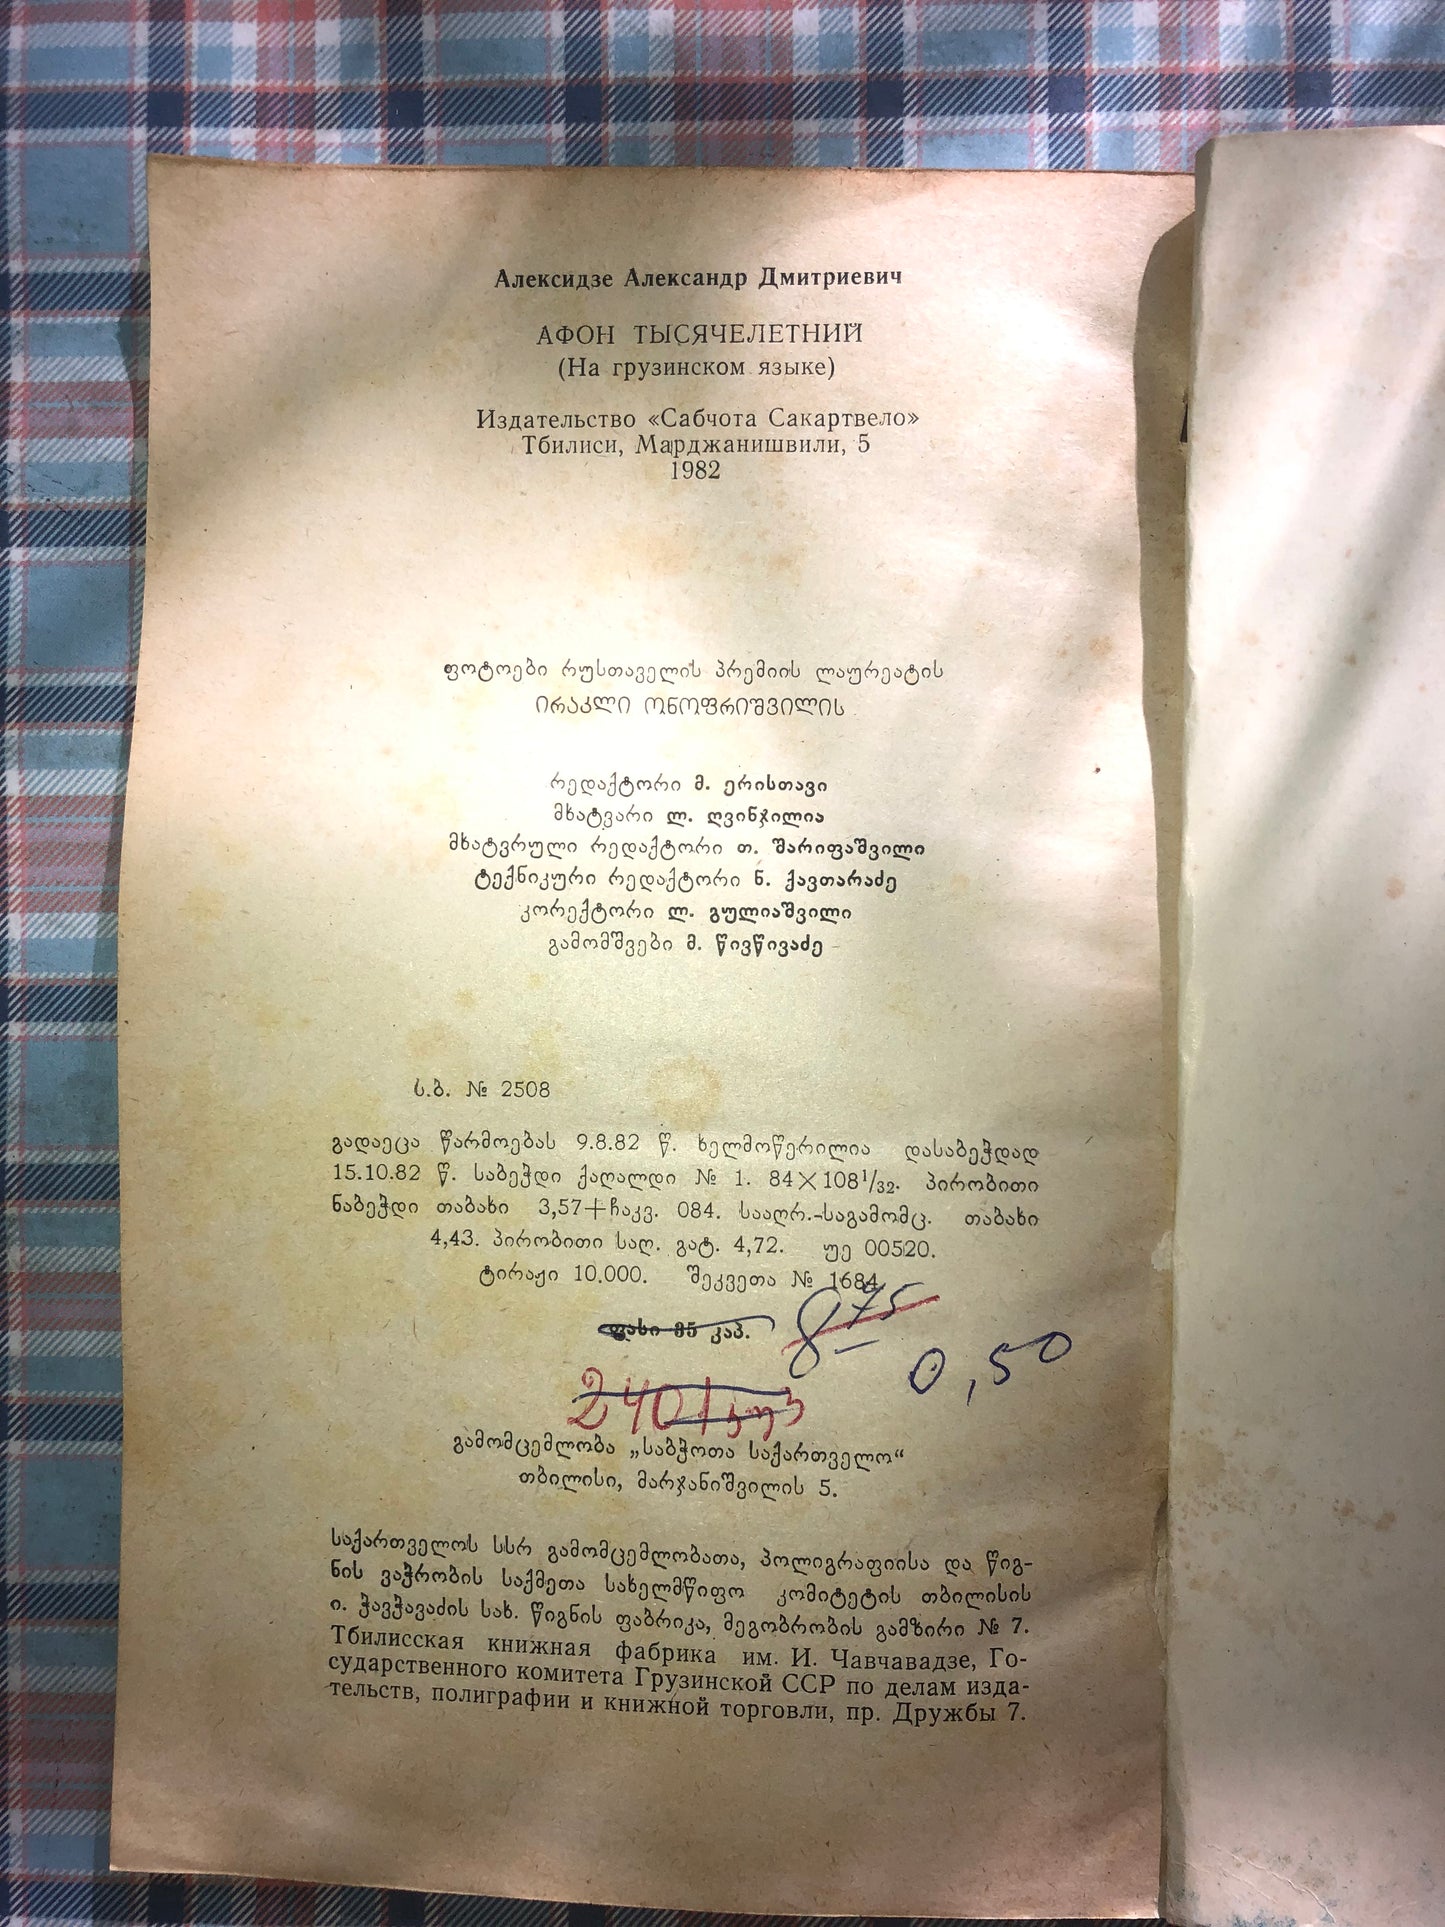 Алексидзе Александр Дмитриевич
АФОН ТЫСЯЧЕЛЕТНИЙ
(На грузинском языке)
Издательство «Сабчота Сакартвело»
Тбилиси, Марджанишвили, 5
1982
ფოტოები რუსთაველის პრემიის ლაურეატის
ირაკლი ონოფრიშვილის
რედაქტორი მ. ერისთავი
მხატვარი ლ. ღვინჯილია
მხატვრული რედაქტორი თ. შარიფაშვილი
ტექნიკური რედაქტორი ნ. ქავთარაძე
კორექტორი ლ. გულიაშვილი
გამომშვები მ. წივწივაძე
ს.ბ. № 2508
გადაეცა წარმოებას 9.8.82 წ. ხელმოწერილია დასაბეჭდად
15.10.82 წ. საბეჭდი ქაღალდი № 1. 84×108¹/₃₂. პირობითი
ნაბეჭდი თაბახი 3,57+ჩაკვ. 084. სააღრ.-საგამომც. თაბახი
4,43. პირობითი საღ. გატ. 4,72. უე 00520.
ტირაჟი 10.000. შეკვეთა № 1684
ფასი 35 კაპ.
8 75
0,50
240
გამომცემლობა „საბჭოთა საქართველო“
თბილისი, მარჯანიშვილის 5.
საქართველოს სსრ გამომცემლობათა, პოლიგრაფიისა და წიგ-
ნის ვაჭრობის საქმეთა სახელმწიფო კომიტეტის თბილისის
ი. ჭავჭავაძის სახ. წიგნის ფაბრიკა, მეგობრობის გამზირი № 7.
Тбилисская книжная фабрика им. И. Чавчавадзе, Го-
сударственного комитета Грузинской ССР по делам изда-
тельств, полиграфии и книжной торговли, пр. Дружбы 7.